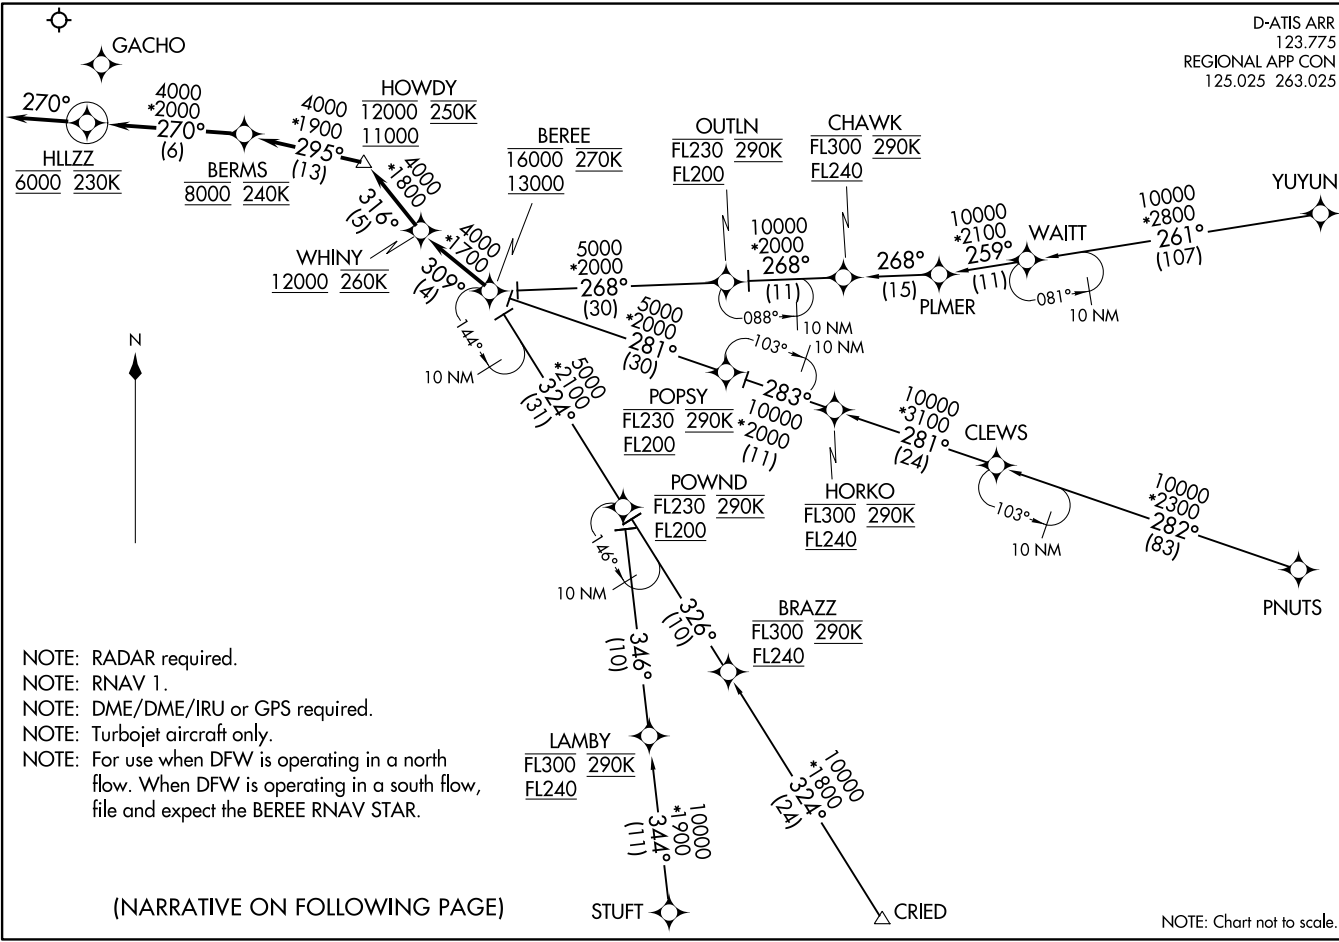 D-ATIS ARR
123.775
REGIONAL APP CON
125.025 263.025
GACHO
270°
HLLZZ
6000 230K
4000
*2000
270°
(6)
BERMS
8000 240K
4000
*1900
295°
(13)
HOWDY
12000 250K
11000
4000
*1800
316°
(5)
WHINY
12000 260K
4000
*1700
309°
(4)
BEREE
16000 270K
13000
144°
10 NM
5000
*2000
268°
(30)
OUTLN
FL230 290K
FL200
088°
10 NM
10000
*2000
268°
(11)
CHAWK
FL300 290K
FL240
268°
(15)
PLMER
10000
*2100
259°
(11)
WAITT
081°
10 NM
10000
*2800
261°
(107)
YUYUN
5000
*2000
281°
(30)
POPSY
FL230 290K
FL200
103°
10 NM
283°
10000
*2000
(11)
HORKO
FL300 290K
FL240
10000
*3100
281°
(24)
CLEWS
103°
10 NM
10000
*2300
282°
(83)
PNUTS
5000
*2100
324°
(31)
POWND
FL230 290K
FL200
146°
10 NM
326°
(10)
BRAZZ
FL300 290K
FL240
10000
*1800
324°
(24)
CRIED
346°
(10)
LAMBY
FL300 290K
FL240
10000
*1900
344°
(11)
STUFT
N
NOTE: RADAR required.
NOTE: RNAV 1.
NOTE: DME/DME/IRU or GPS required.
NOTE: Turbojet aircraft only.
NOTE: For use when DFW is operating in a north
flow. When DFW is operating in a south flow,
file and expect the BEREE RNAV STAR.
(NARRATIVE ON FOLLOWING PAGE)
NOTE: Chart not to scale.